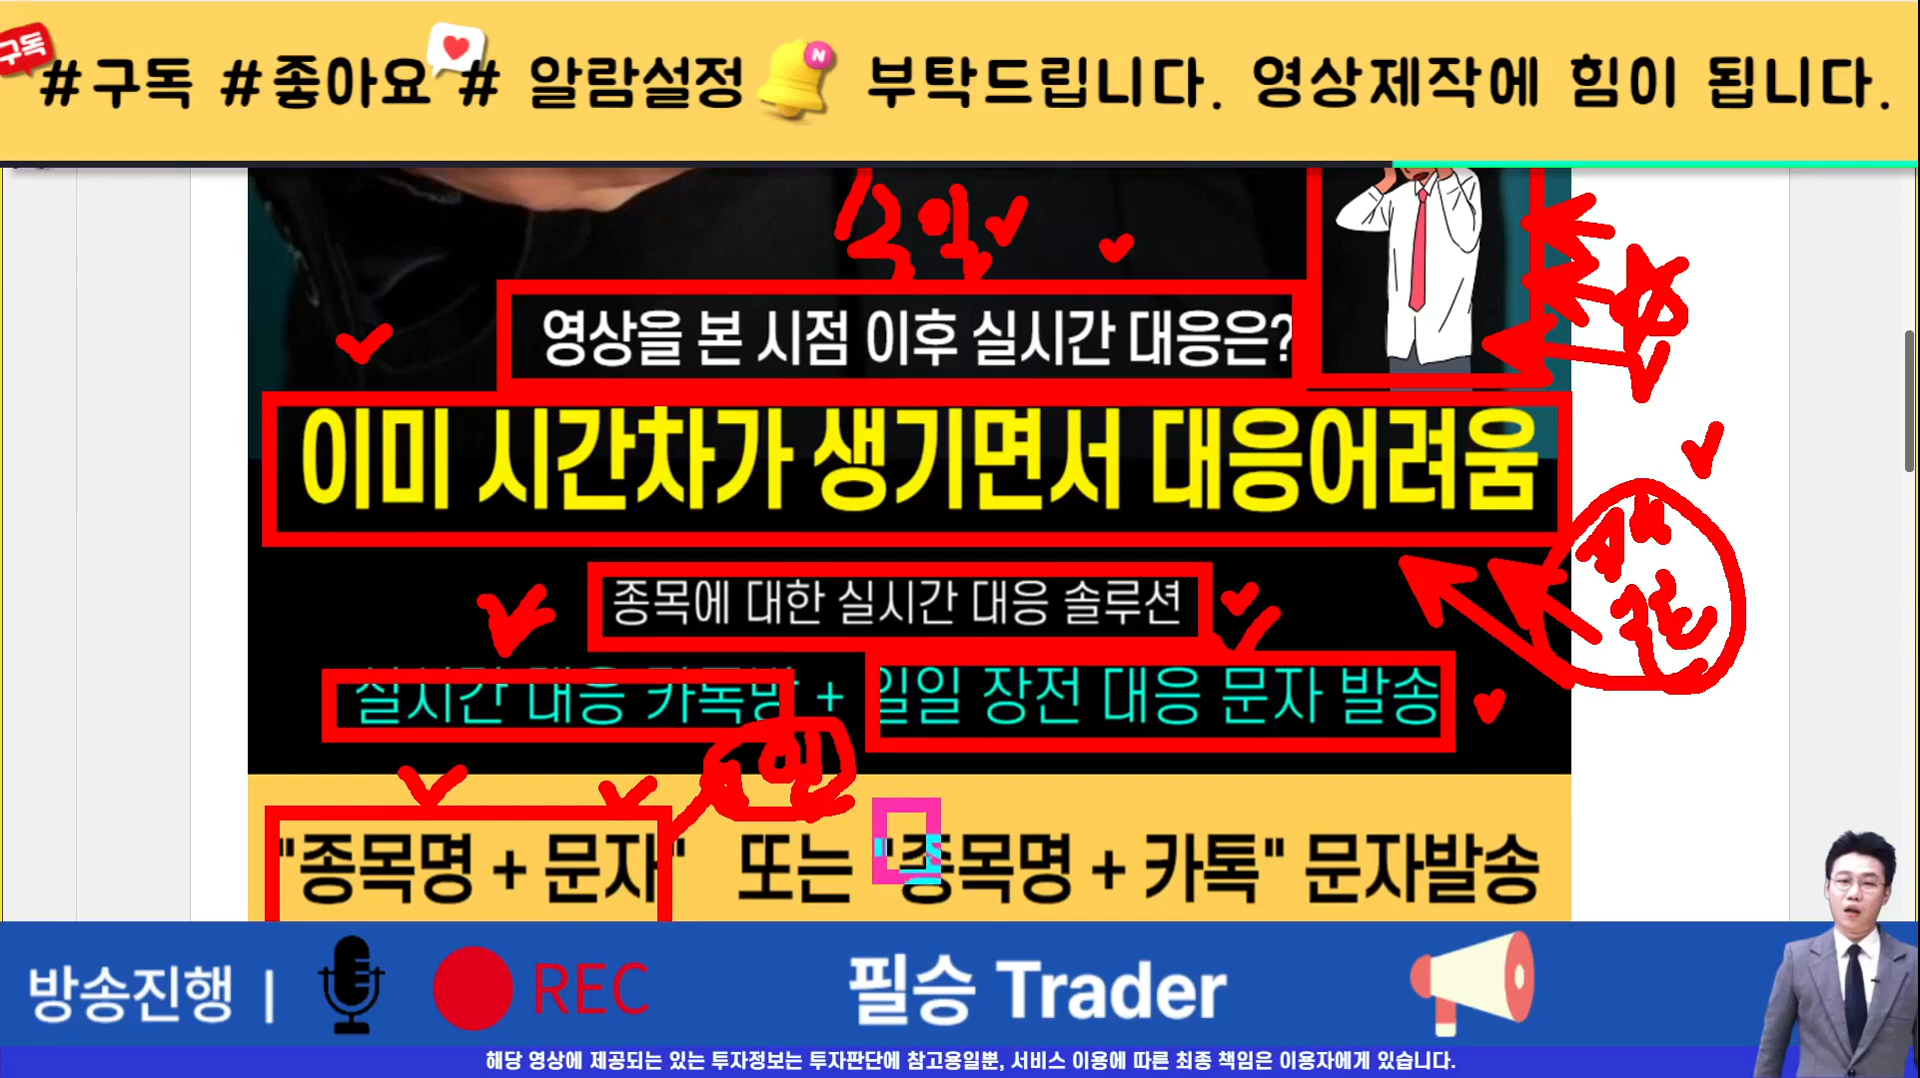 구독
#구독 #좋아요 # 알람설정 N 부탁드립니다. 영상제작에 힘이 됩니다.
영상을 본 시점 이후 실시간 대응은?
이미 시간차가 생기면서 대응어려움
종목에 대한 실시간 대응 솔루션
실시간 대응 카톡방 + 일일 장전 대응 문자 발송
"종목명 + 문자" 또는 "종목명 + 카톡" 문자발송
방송진행 | REC 필승 Trader
해당 영상에 제공되는 있는 투자정보는 투자판단에 참고용일뿐, 서비스 이용에 따른 최종 책임은 이용자에게 있습니다.